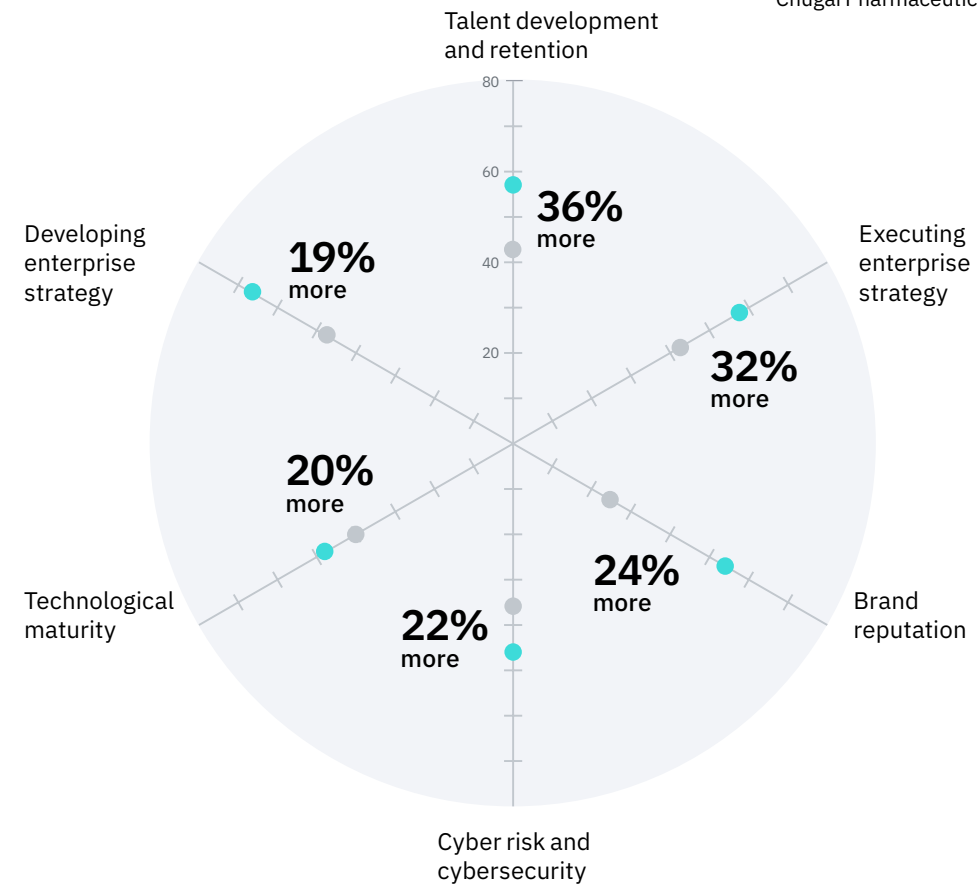 Talent development
and retention
80
60
36%
more
40
20
Developing
enterprise
strategy
19%
more
Executing
enterprise
strategy
32%
more
20%
more
Technological
maturity
24%
more
Brand
reputation
22%
more
Cyber risk and
cybersecurity